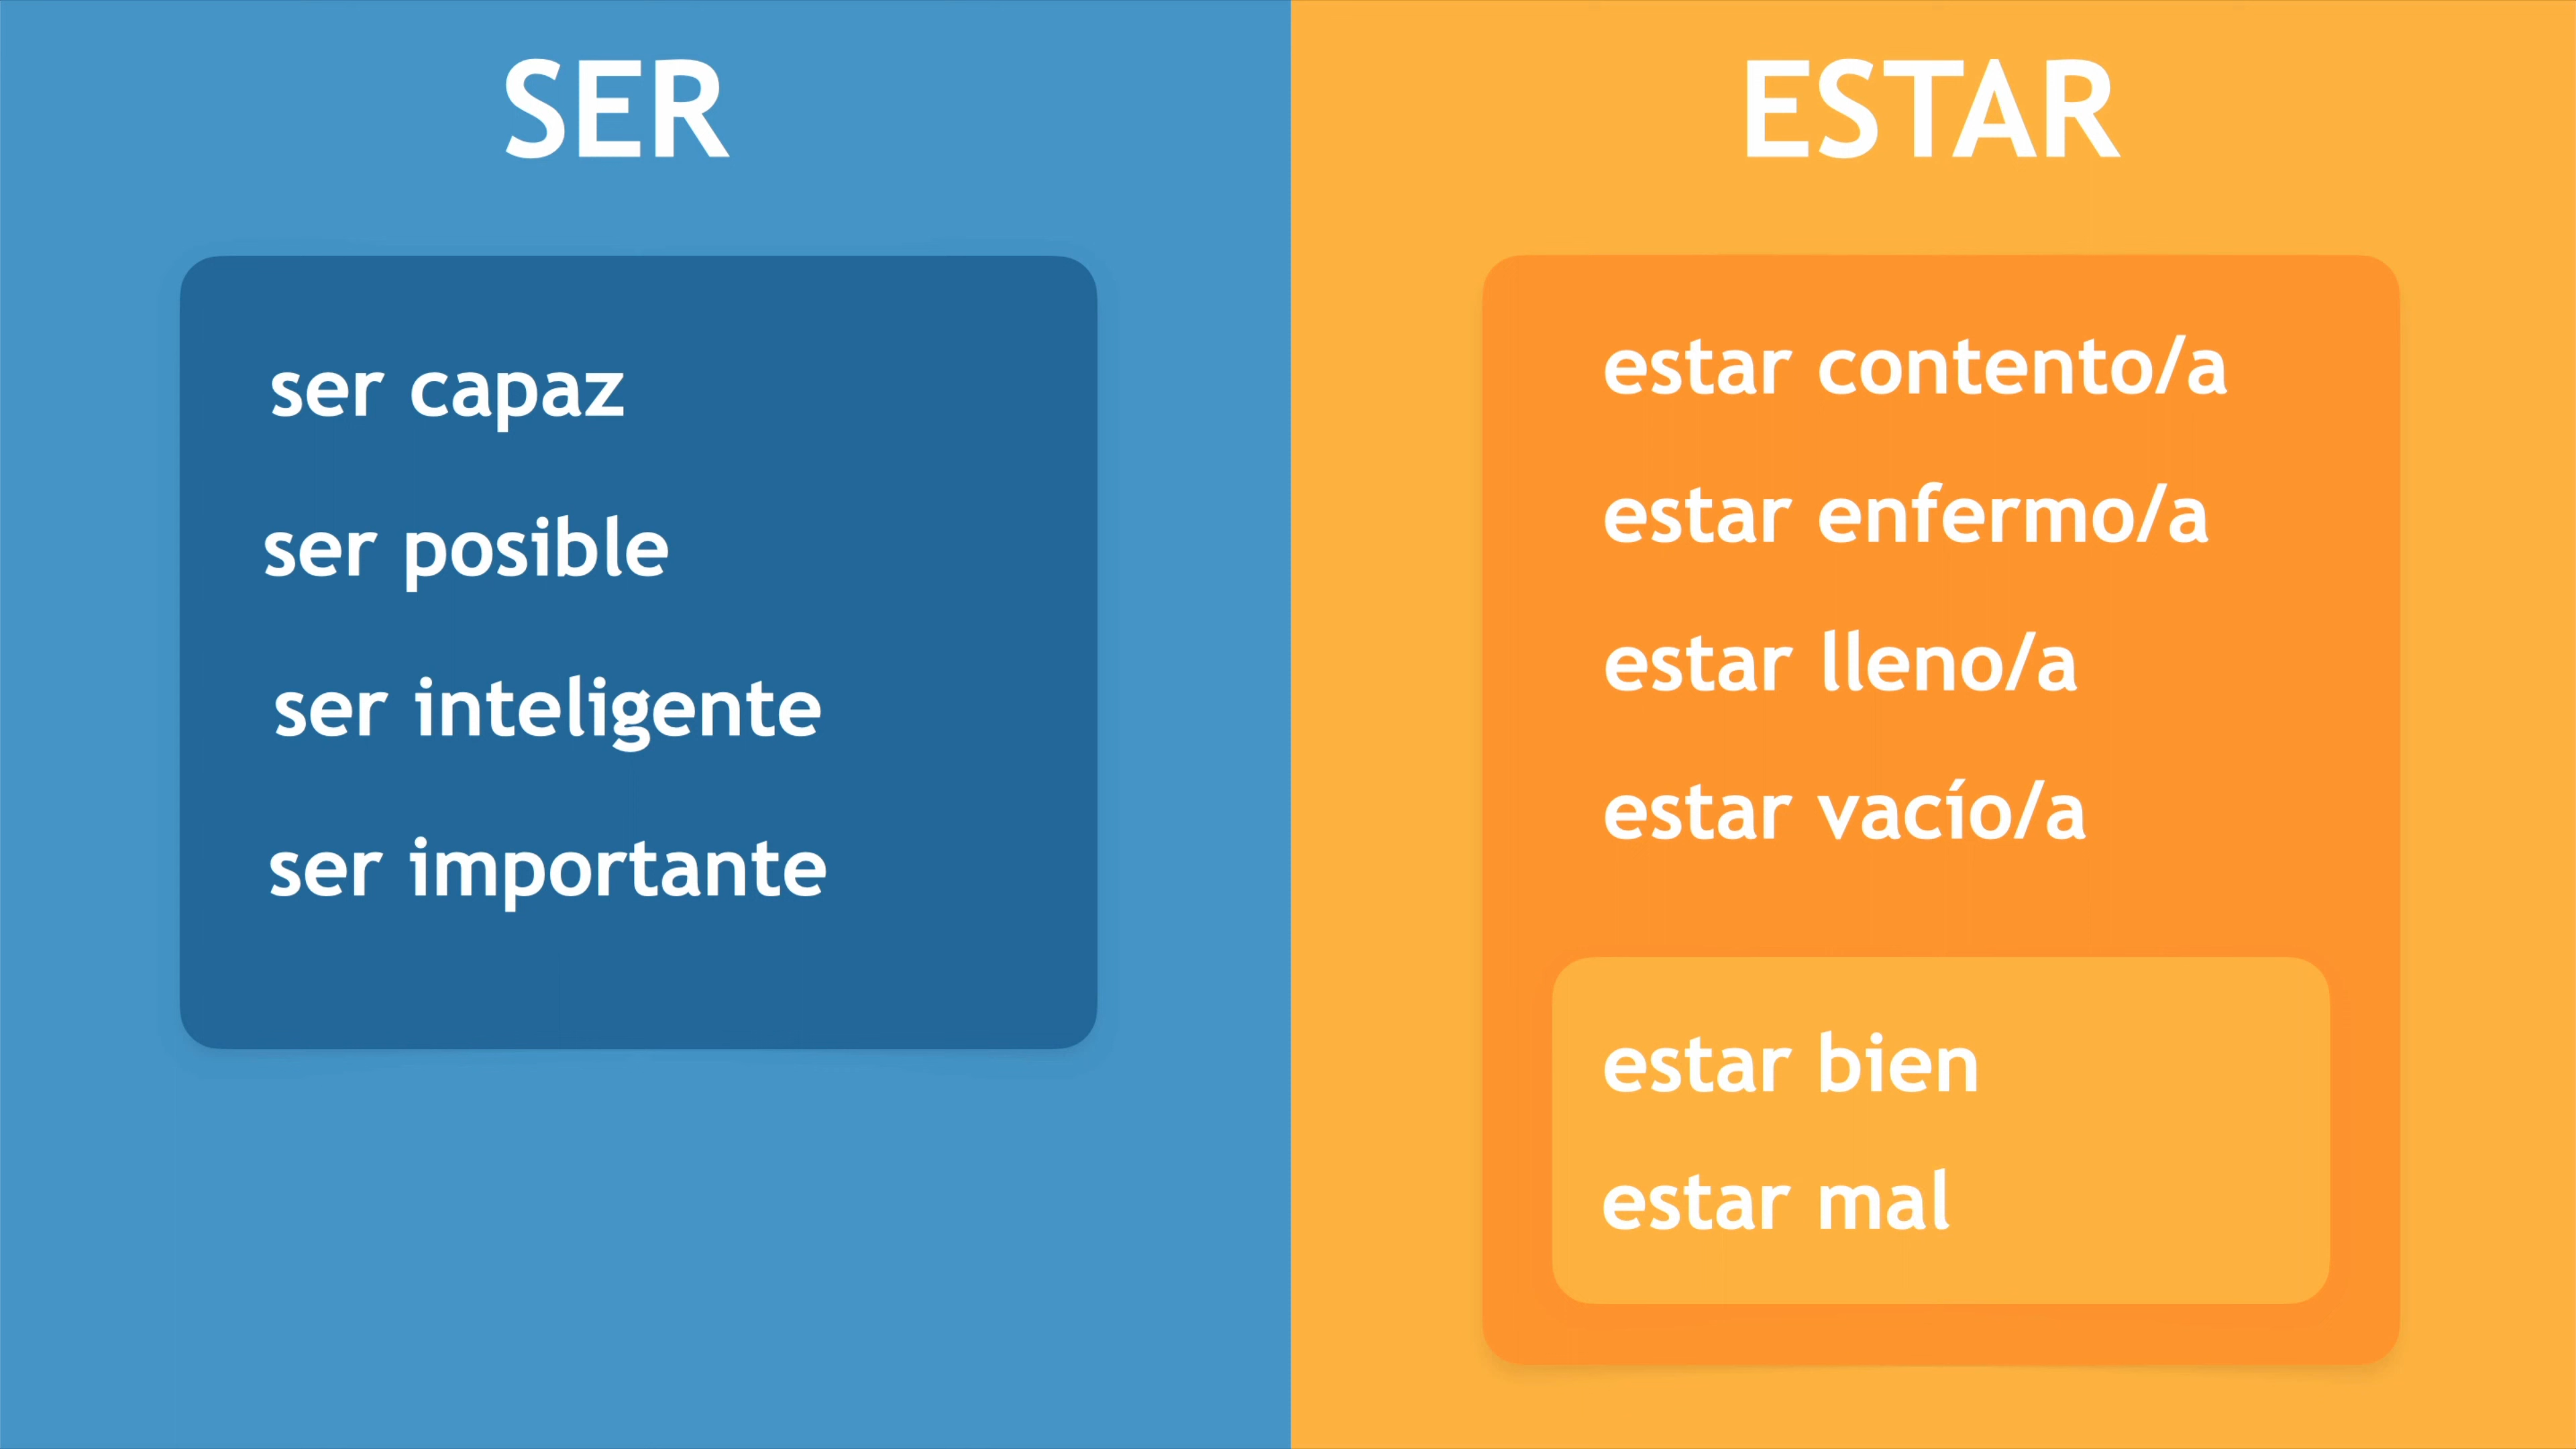 SER
ser capaz
ser posible
ser inteligente
ser importante
ESTAR
estar contento/a
estar enfermo/a
estar lleno/a
estar vacío/a
estar bien
estar mal